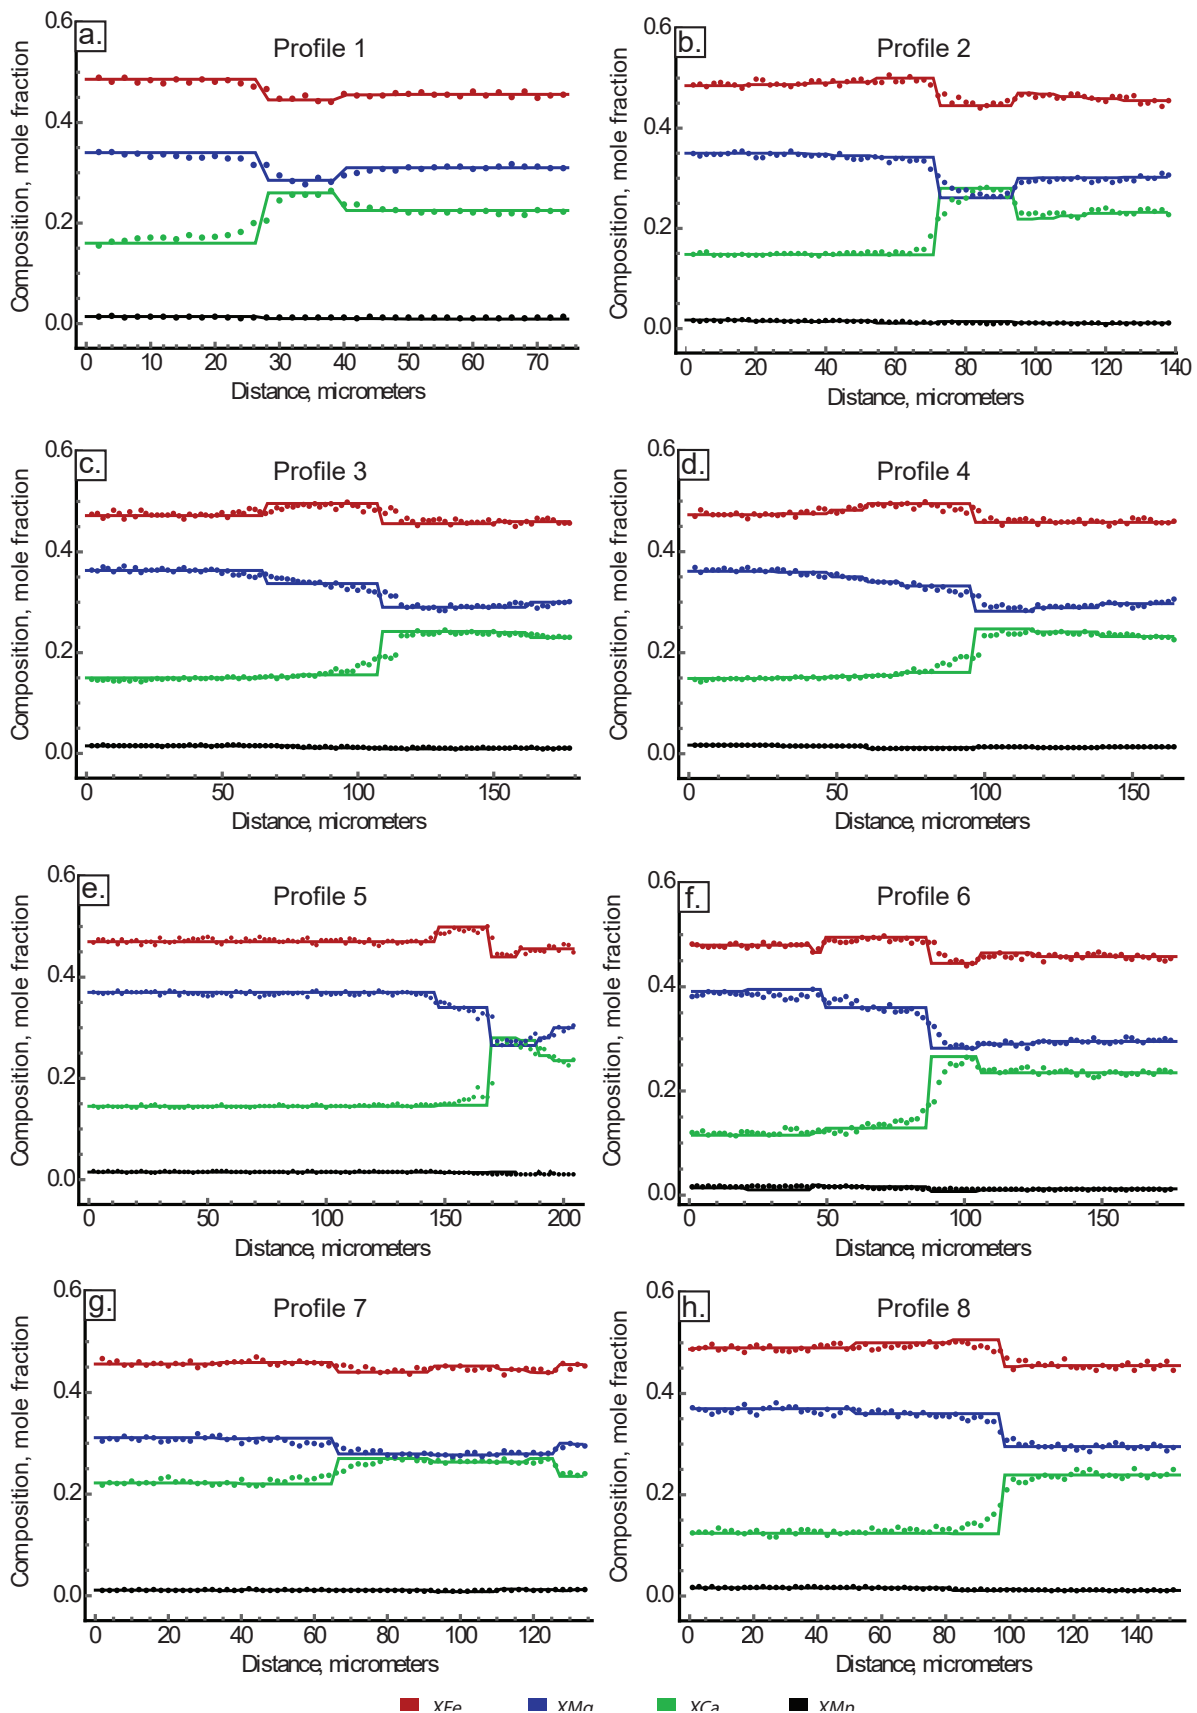 a.
Profile 1
Composition, mole fraction
0.6
0.4
0.2
0.0
0 10 20 30 40 50 60 70
Distance, micrometers
b.
Profile 2
Composition, mole fraction
0.6
0.4
0.2
0.0
0 20 40 60 80 100 120 140
Distance, micrometers
c.
Profile 3
Composition, mole fraction
0.6
0.4
0.2
0.0
0 50 100 150
Distance, micrometers
d.
Profile 4
Composition, mole fraction
0.6
0.4
0.2
0.0
0 50 100 150
Distance, micrometers
e.
Profile 5
Composition, mole fraction
0.6
0.4
0.2
0.0
0 50 100 150 200
Distance, micrometers
f.
Profile 6
Composition, mole fraction
0.6
0.4
0.2
0.0
0 50 100 150
Distance, micrometers
g.
Profile 7
Composition, mole fraction
0.6
0.4
0.2
0.0
0 20 40 60 80 100 120
Distance, micrometers
h.
Profile 8
Composition, mole fraction
0.6
0.4
0.2
0.0
0 20 40 60 80 100 120 140
Distance, micrometers
XFe XMg XCa XMn